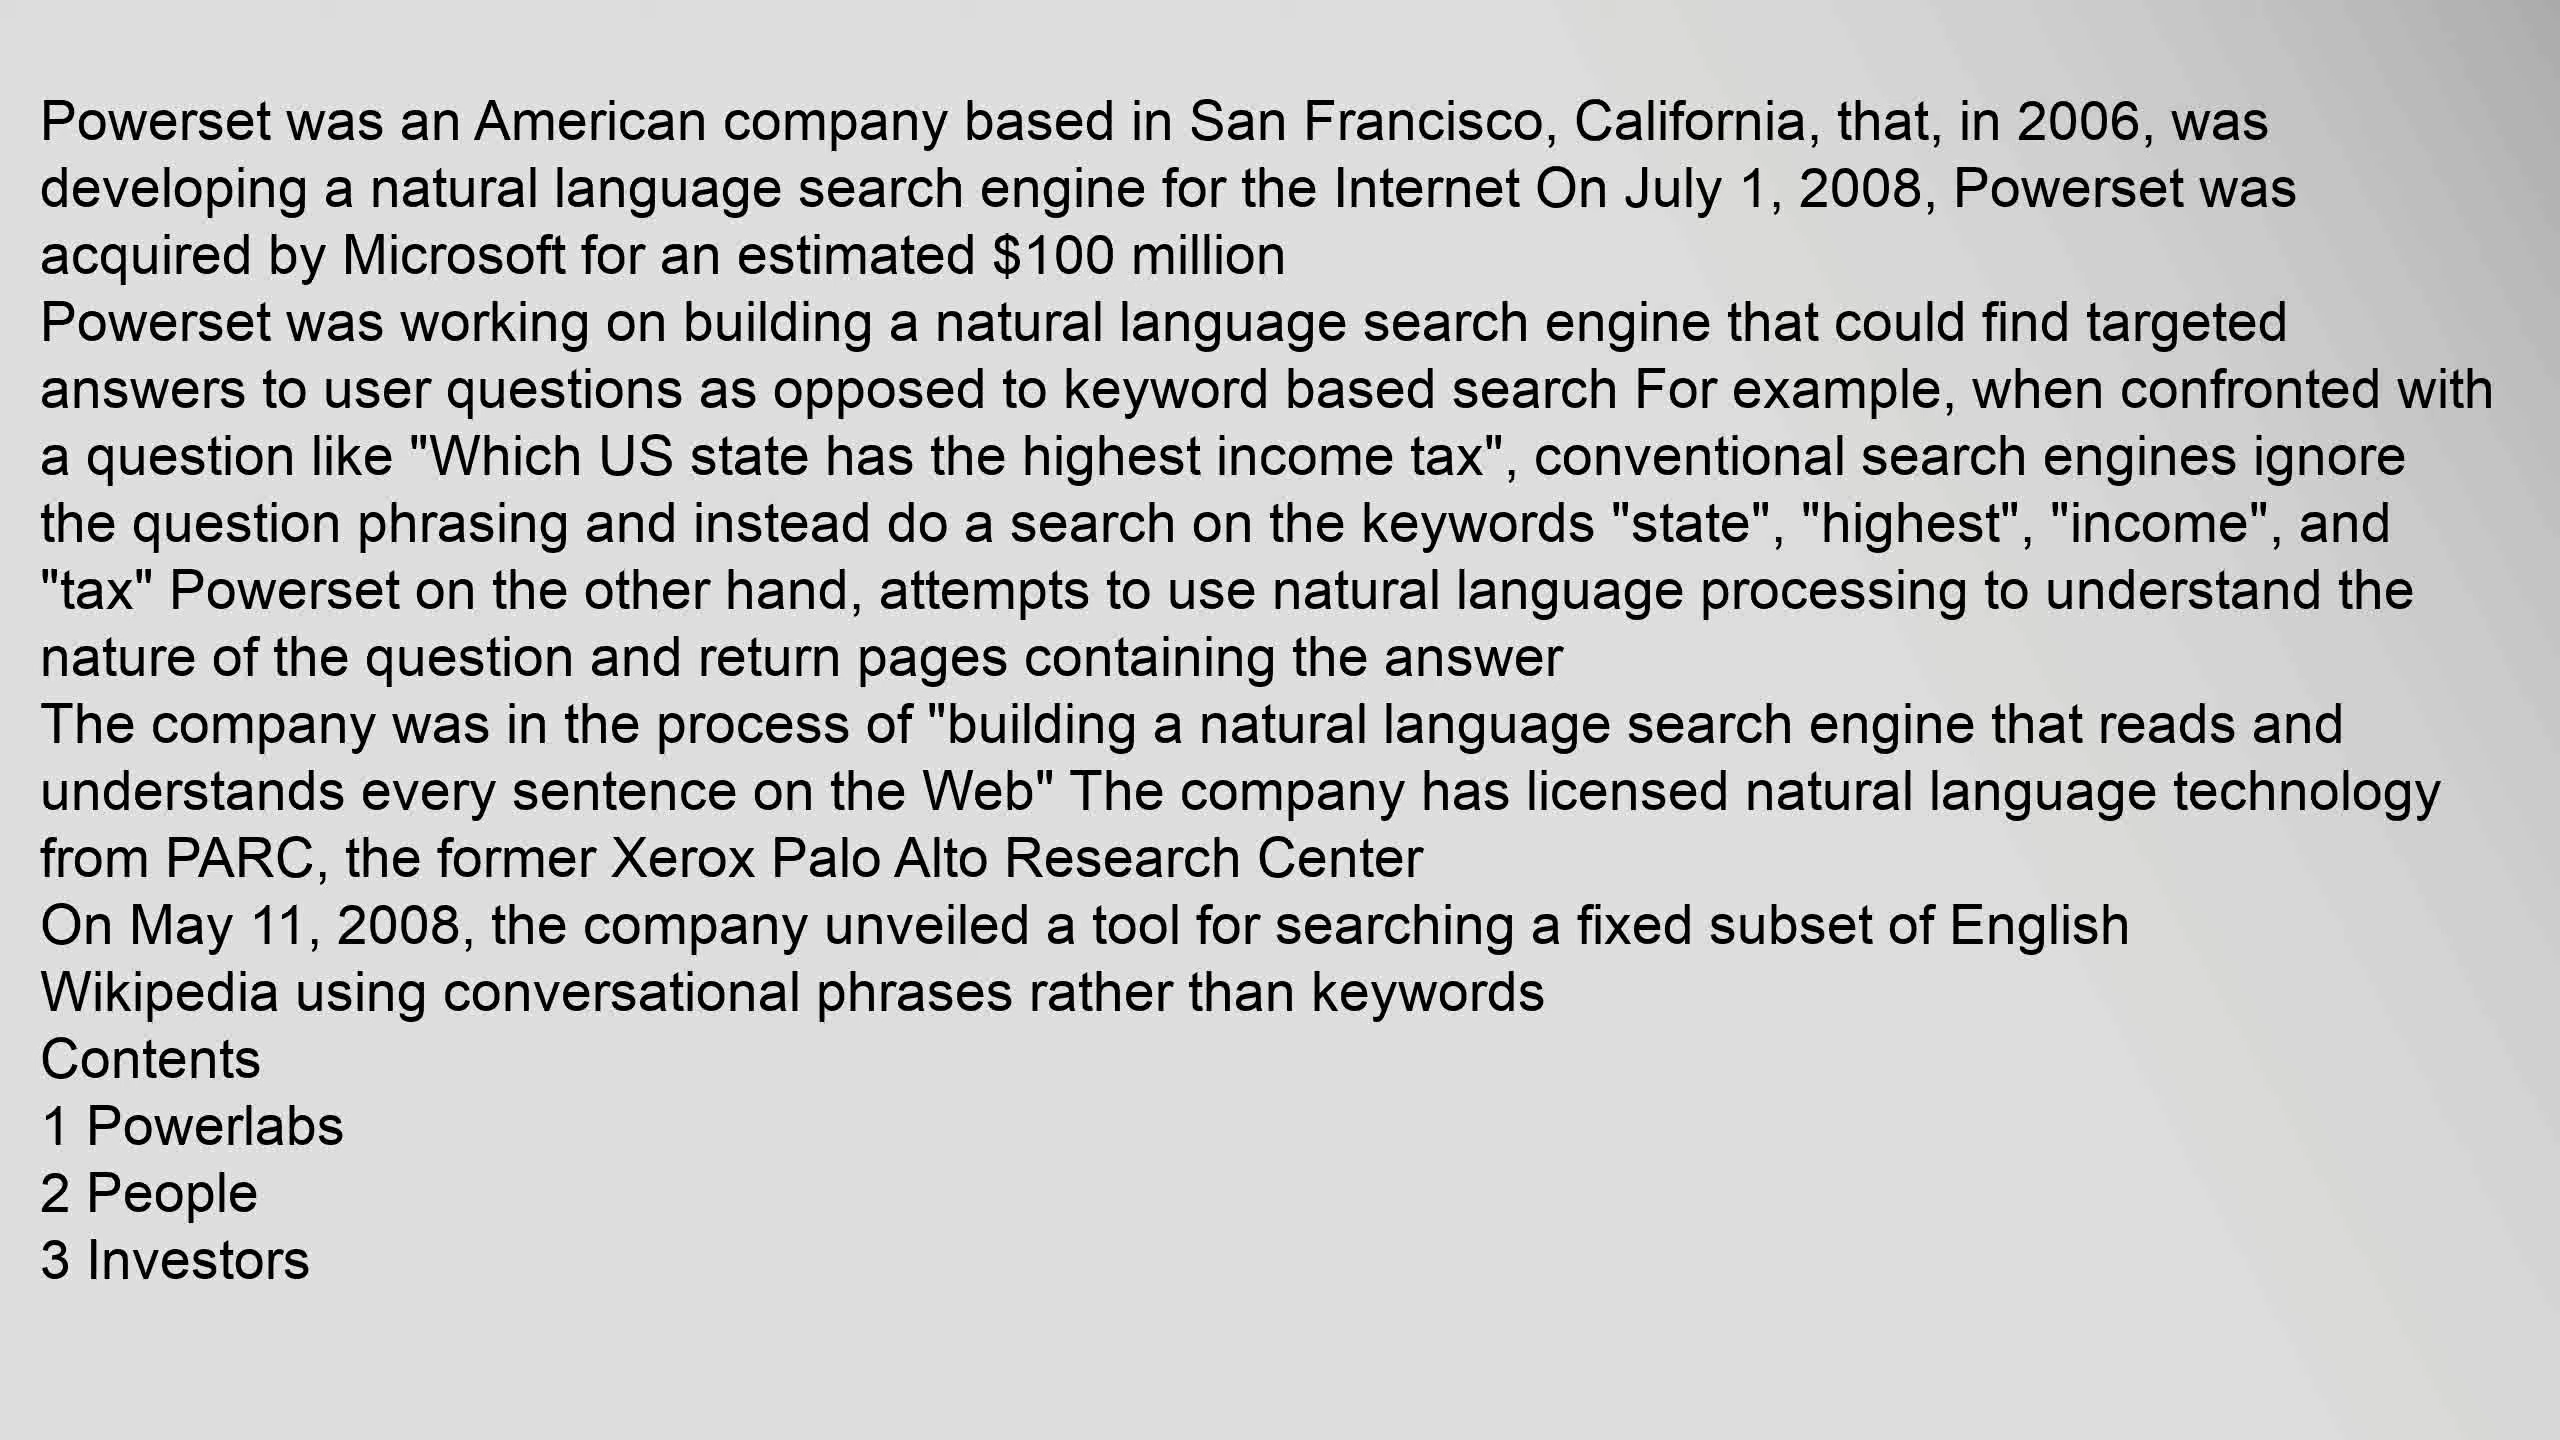 Powerset was an American company based in San Francisco, California, that, in 2006, was
developing a natural language search engine for the Internet On July 1, 2008, Powerset was
acquired by Microsoft for an estimated $100 million
Powerset was working on building a natural language search engine that could find targeted
answers to user questions as opposed to keyword based search For example, when confronted with
a question like "Which US state has the highest income tax", conventional search engines ignore
the question phrasing and instead do a search on the keywords "state", "highest", "income", and
"tax" Powerset on the other hand, attempts to use natural language processing to understand the
nature of the question and return pages containing the answer
The company was in the process of "building a natural language search engine that reads and
understands every sentence on the Web" The company has licensed natural language technology
from PARC, the former Xerox Palo Alto Research Center
On May 11, 2008, the company unveiled a tool for searching a fixed subset of English
Wikipedia using conversational phrases rather than keywords
Contents
1 Powerlabs
2 People
3 Investors